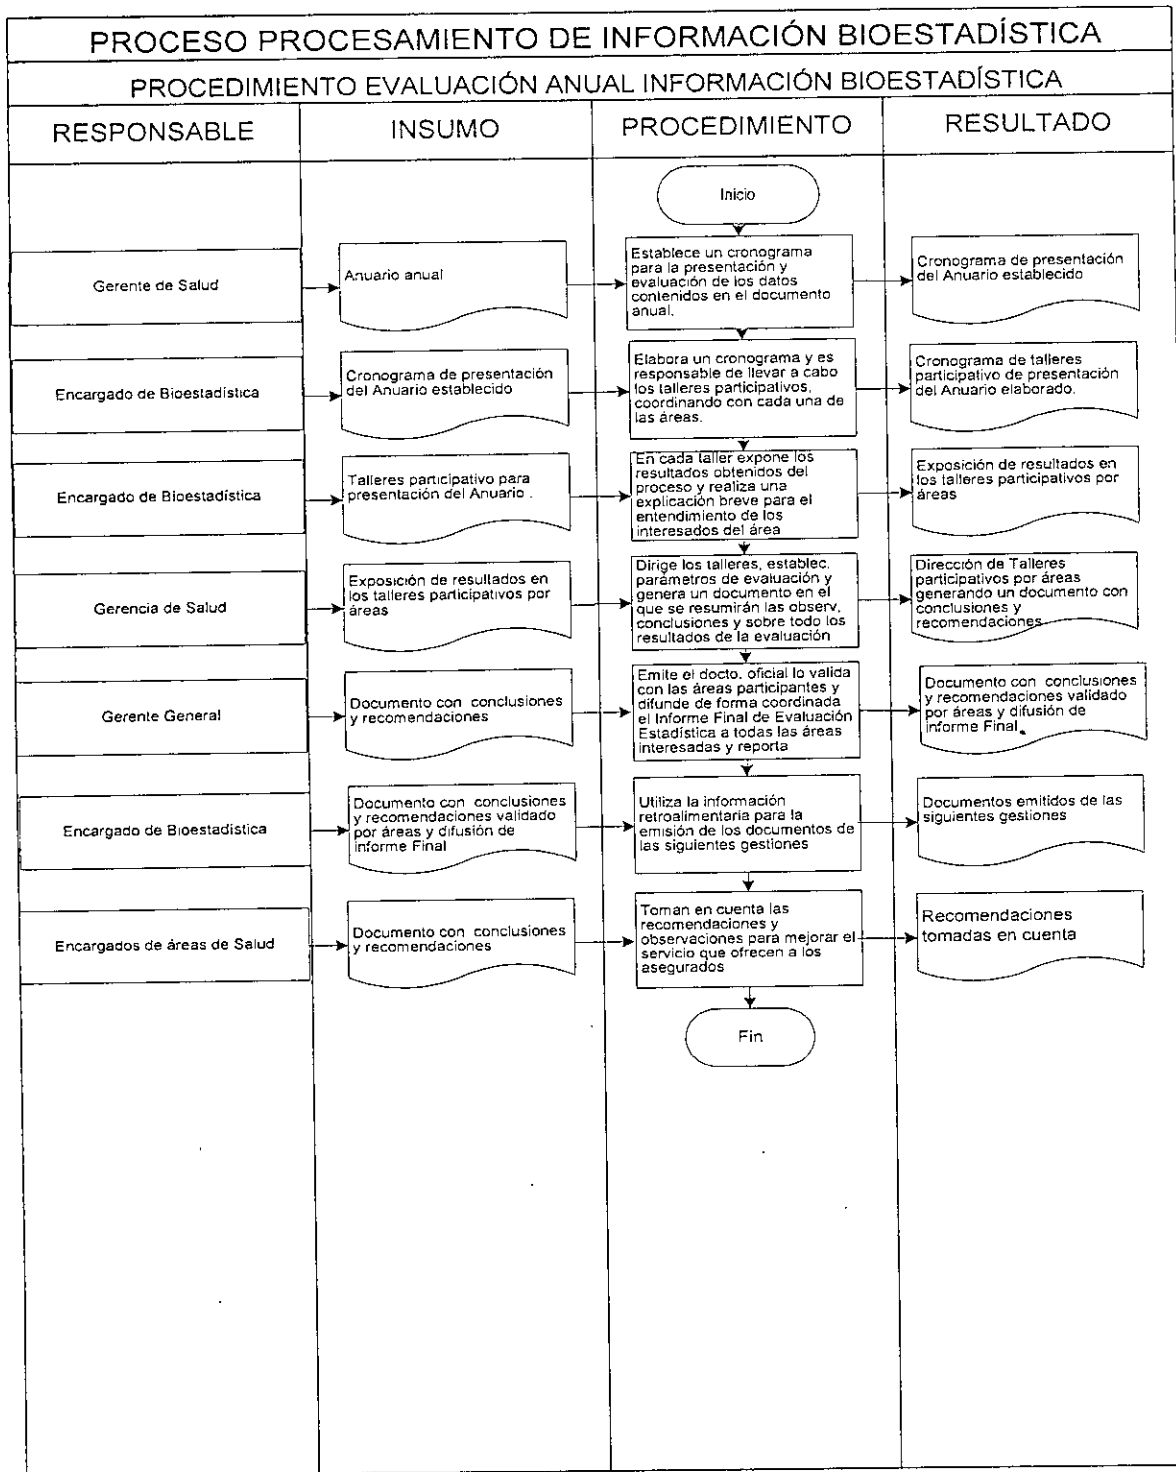 PROCESO PROCESAMIENTO DE INFORMACIÓN BIOESTADÍSTICA
PROCEDIMIENTO EVALUACIÓN ANUAL INFORMACIÓN BIOESTADÍSTICA
RESPONSABLE
INSUMO
PROCEDIMIENTO
RESULTADO
Inicio
Gerente de Salud
Anuario anual
Establece un cronograma
para la presentación y
evaluación de los datos
contenidos en el documento
anual.
Cronograma de presentación
del Anuario establecido
Encargado de Bioestadística
Cronograma de presentación
del Anuario establecido
Elabora un cronograma y es
responsable de llevar a cabo
los talleres participativos,
coordinando con cada una de
las áreas.
Cronograma de talleres
participativo de presentación
del Anuario elaborado.
Encargado de Bioestadística
Talleres participativo para
presentación del Anuario .
En cada taller expone los
resultados obtenidos del
proceso y realiza una
explicación breve para el
entendimiento de los
interesados del área
Exposición de resultados en
los talleres participativos por
áreas
Gerencia de Salud
Exposición de resultados en
los talleres participativos por
áreas
Dirige los talleres, establec.
parámetros de evaluación y
genera un documento en el
que se resumirán las observ,
conclusiones y sobre todo los
resultados de la evaluación
Dirección de Talleres
participativos por áreas
generando un documento con
conclusiones y
recomendaciones
Gerente General
Documento con conclusiones
y recomendaciones
Emite el docto. oficial lo valida
con las áreas participantes y
difunde de forma coordinada
el Informe Final de Evaluación
Estadística a todas las áreas
interesadas y reporta
Documento con conclusiones
y recomendaciones validado
por áreas y difusión de
informe Final.
Encargado de Bioestadística
Documento con conclusiones
y recomendaciones validado
por áreas y difusión de
informe Final
Utiliza la información
retroalimentaria para la
emisión de los documentos de
las siguientes gestiones
Documentos emitidos de las
siguientes gestiones
Encargados de áreas de Salud
Documento con conclusiones
y recomendaciones
Toman en cuenta las
recomendaciones y
observaciones para mejorar el
servicio que ofrecen a los
asegurados
Recomendaciones
tomadas en cuenta
Fin